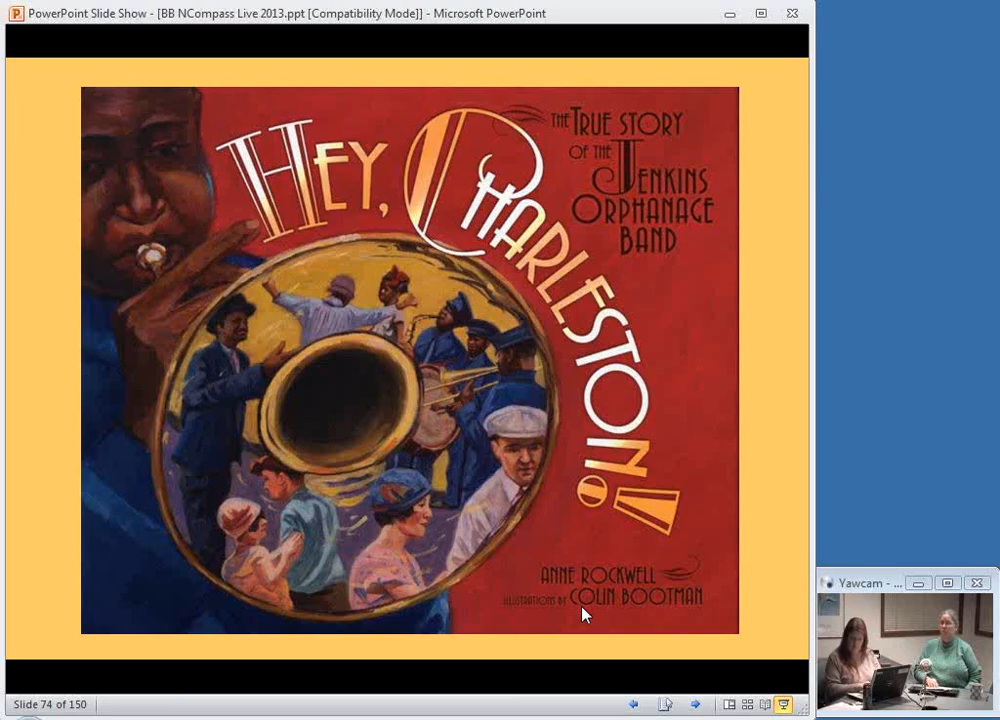 PowerPoint Slide Show - [BB NCompass Live 2013.ppt [Compatibility Mode]] - Microsoft PowerPoint
HEY,
CHARLESTON!
THE TRUE STORY
OF THE
JENKINS
ORPHANAGE
BAND
ANNE ROCKWELL
ILLUSTRATIONS BY COLIN BOOTMAN
Slide 74 of 150
Yawcam - ...